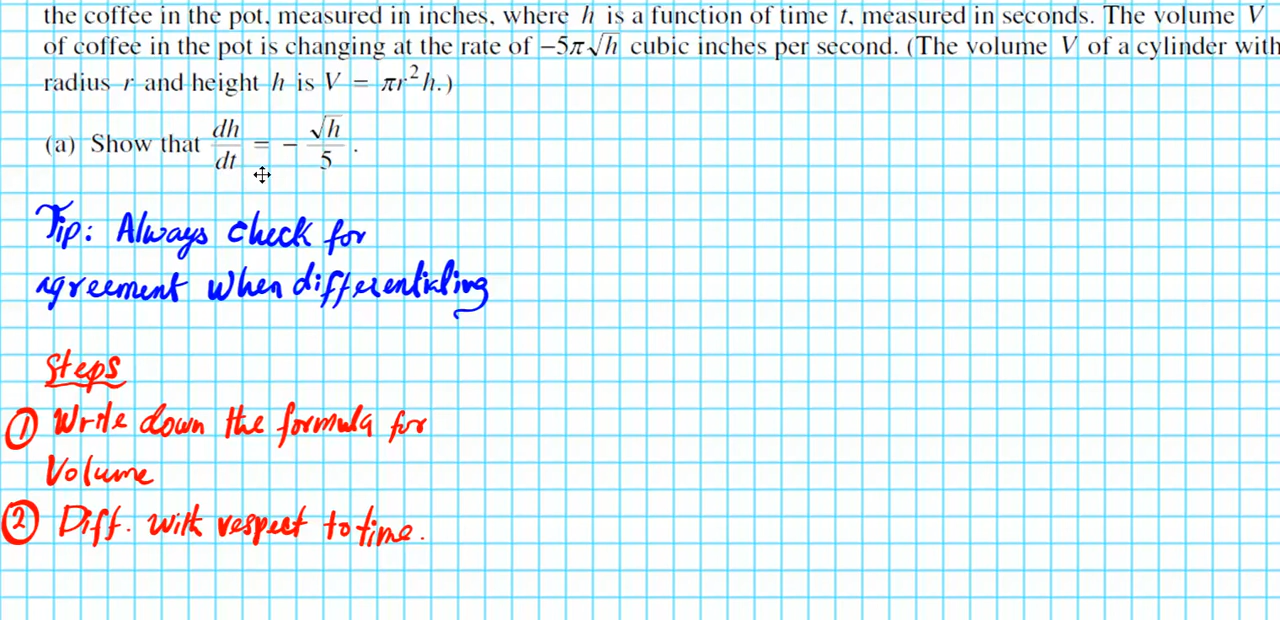 the coffee in the pot, measured in inches, where h is a function of time t, measured in seconds. The volume V
of coffee in the pot is changing at the rate of −5π√h cubic inches per second. (The volume V of a cylinder with
radius r and height h is V = πr²h.)
(a) Show that dh/dt = − √h/5 .
Tip: Always check for
agreement when differentiating
Steps
① Write down the formula for
Volume
② Diff. with respect to time.